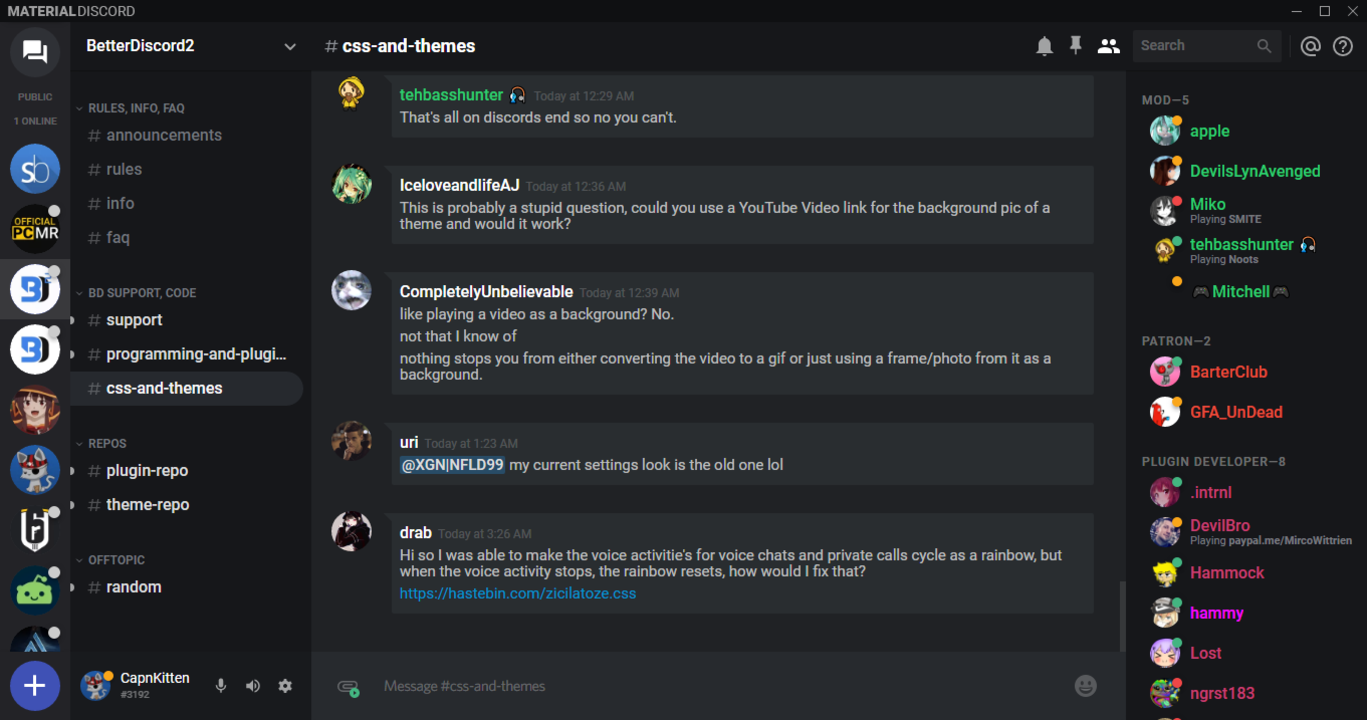 MATERIALDISCORD
PUBLIC
1 ONLINE
sb
OFFICIAL
PCMR
BetterDiscord2
RULES, INFO, FAQ
# announcements
# rules
# info
# faq
BD SUPPORT, CODE
# support
# programming-and-plugi...
# css-and-themes
REPOS
# plugin-repo
# theme-repo
OFFTOPIC
# random
CapnKitten
#3192
# css-and-themes
Search
tehbasshunter Today at 12:29 AM
That's all on discords end so no you can't.
IceloveandlifeAJ Today at 12:36 AM
This is probably a stupid question, could you use a YouTube Video link for the background pic of a
theme and would it work?
CompletelyUnbelievable Today at 12:39 AM
like playing a video as a background? No.
not that I know of
nothing stops you from either converting the video to a gif or just using a frame/photo from it as a
background.
uri Today at 1:23 AM
@XGN|NFLD99 my current settings look is the old one lol
drab Today at 3:26 AM
Hi so I was able to make the voice activitie's for voice chats and private calls cycle as a rainbow, but
when the voice activity stops, the rainbow resets, how would I fix that?
https://hastebin.com/zicilatoze.css
Message #css-and-themes
MOD—5
apple
DevilsLynAvenged
Miko
Playing SMITE
tehbasshunter
Playing Noots
🎮 Mitchell 🎮
PATRON—2
BarterClub
GFA_UnDead
PLUGIN DEVELOPER—8
.intrnl
DevilBro
Playing paypal.me/MircoWittrien
Hammock
hammy
Lost
ngrst183